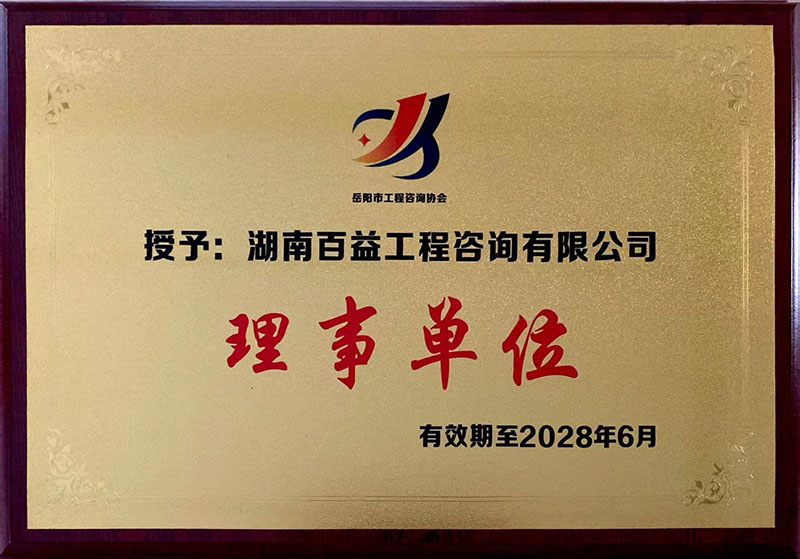 岳阳市工程咨询协会
授予：湖南百益工程咨询有限公司
理事单位
有效期至2028年6月